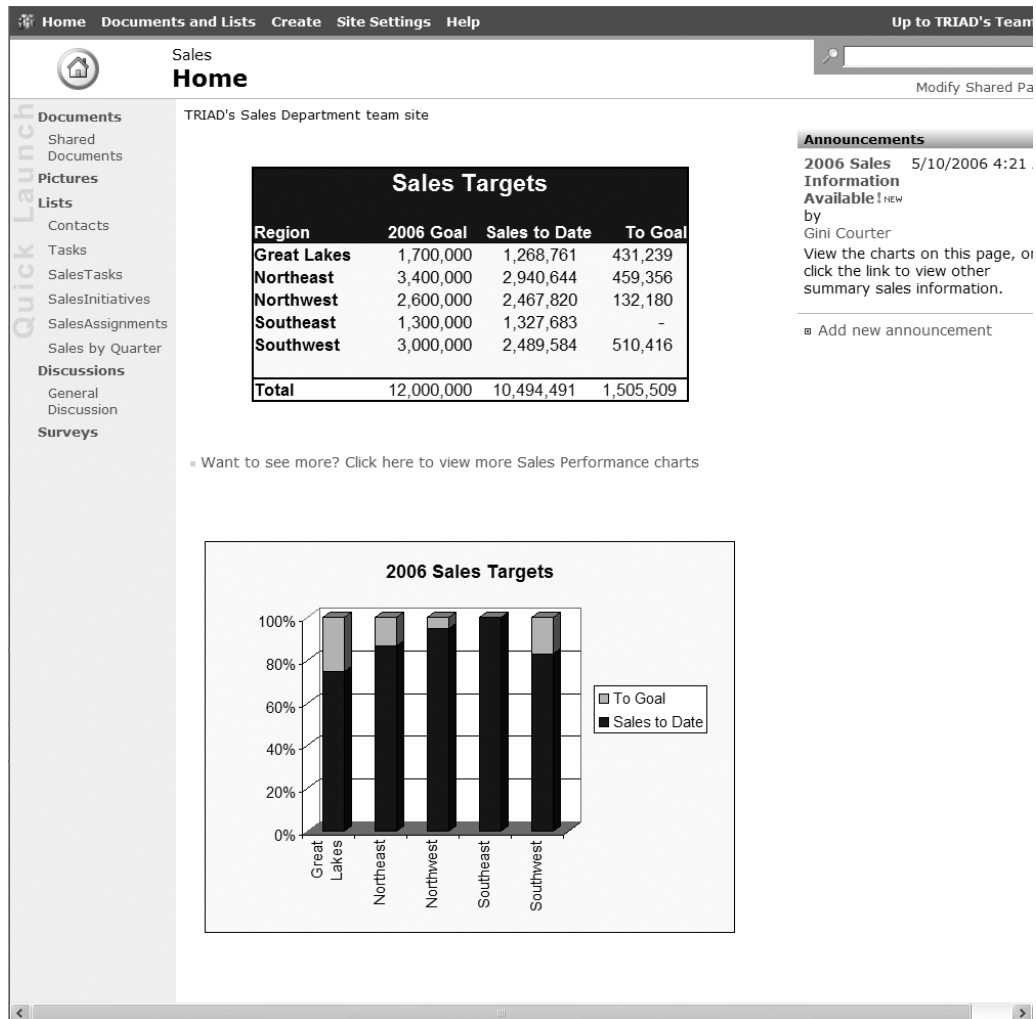 Home Documents and Lists Create Site Settings Help Up to TRIAD's Team
Sales
Home
Modify Shared Pa
Quick Launch
Documents
Shared
Documents
Pictures
Lists
Contacts
Tasks
SalesTasks
SalesInitiatives
SalesAssignments
Sales by Quarter
Discussions
General
Discussion
Surveys
TRIAD's Sales Department team site
Sales Targets
Region 2006 Goal Sales to Date To Goal
Great Lakes 1,700,000 1,268,761 431,239
Northeast 3,400,000 2,940,644 459,356
Northwest 2,600,000 2,467,820 132,180
Southeast 1,300,000 1,327,683 -
Southwest 3,000,000 2,489,584 510,416
Total 12,000,000 10,494,491 1,505,509
Want to see more? Click here to view more Sales Performance charts
2006 Sales Targets
100%
80%
60%
40%
20%
0%
Great
Lakes
Northeast
Northwest
Southeast
Southwest
To Goal
Sales to Date
Announcements
2006 Sales 5/10/2006 4:21
Information
Available! NEW
by
Gini Courter
View the charts on this page, or
click the link to view other
summary sales information.
Add new announcement